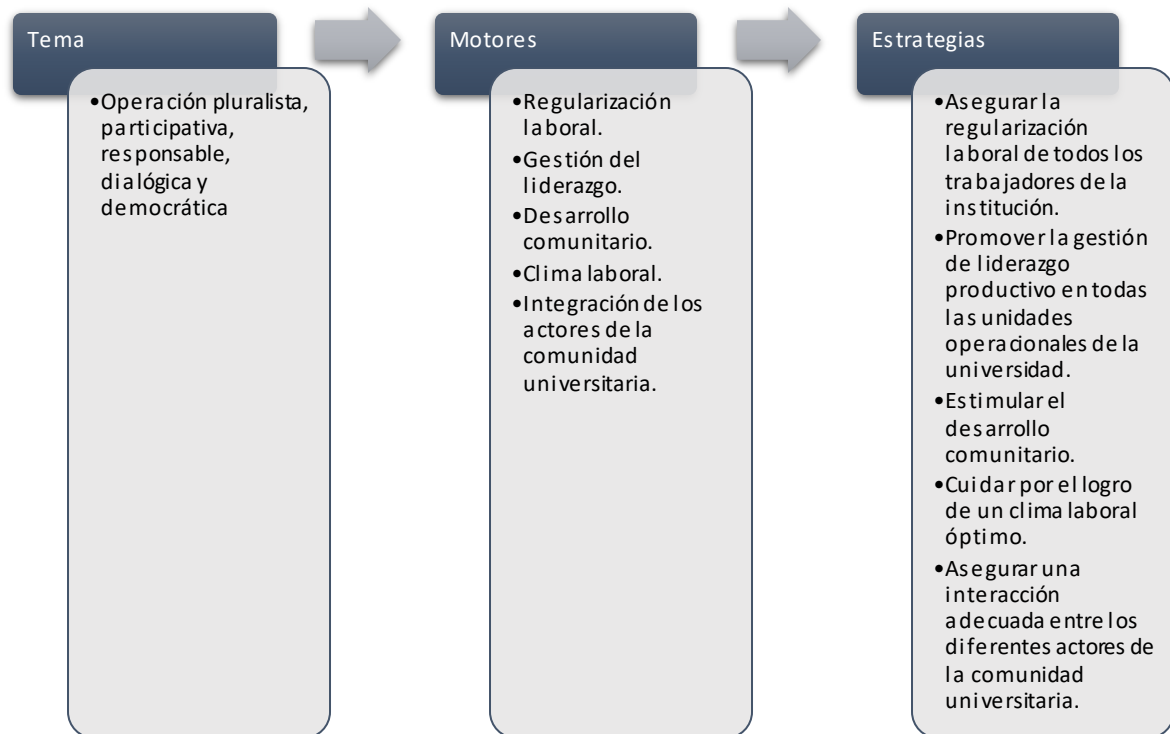 Tema
•Operación pluralista,
participativa,
responsable,
dialógica y
democrática
Motores
•Regularización
laboral.
•Gestión del
liderazgo.
•Desarrollo
comunitario.
•Clima laboral.
•Integración de los
actores de la
comunidad
universitaria.
Estrategias
•Asegurar la
regularización
laboral de todos los
trabajadores de la
institución.
•Promover la gestión
de liderazgo
productivo en todas
las unidades
operacionales de la
universidad.
•Estimular el
desarrollo
comunitario.
•Cuidar por el logro
de un clima laboral
óptimo.
•Asegurar una
interacción
adecuada entre los
diferentes actores de
la comunidad
universitaria.